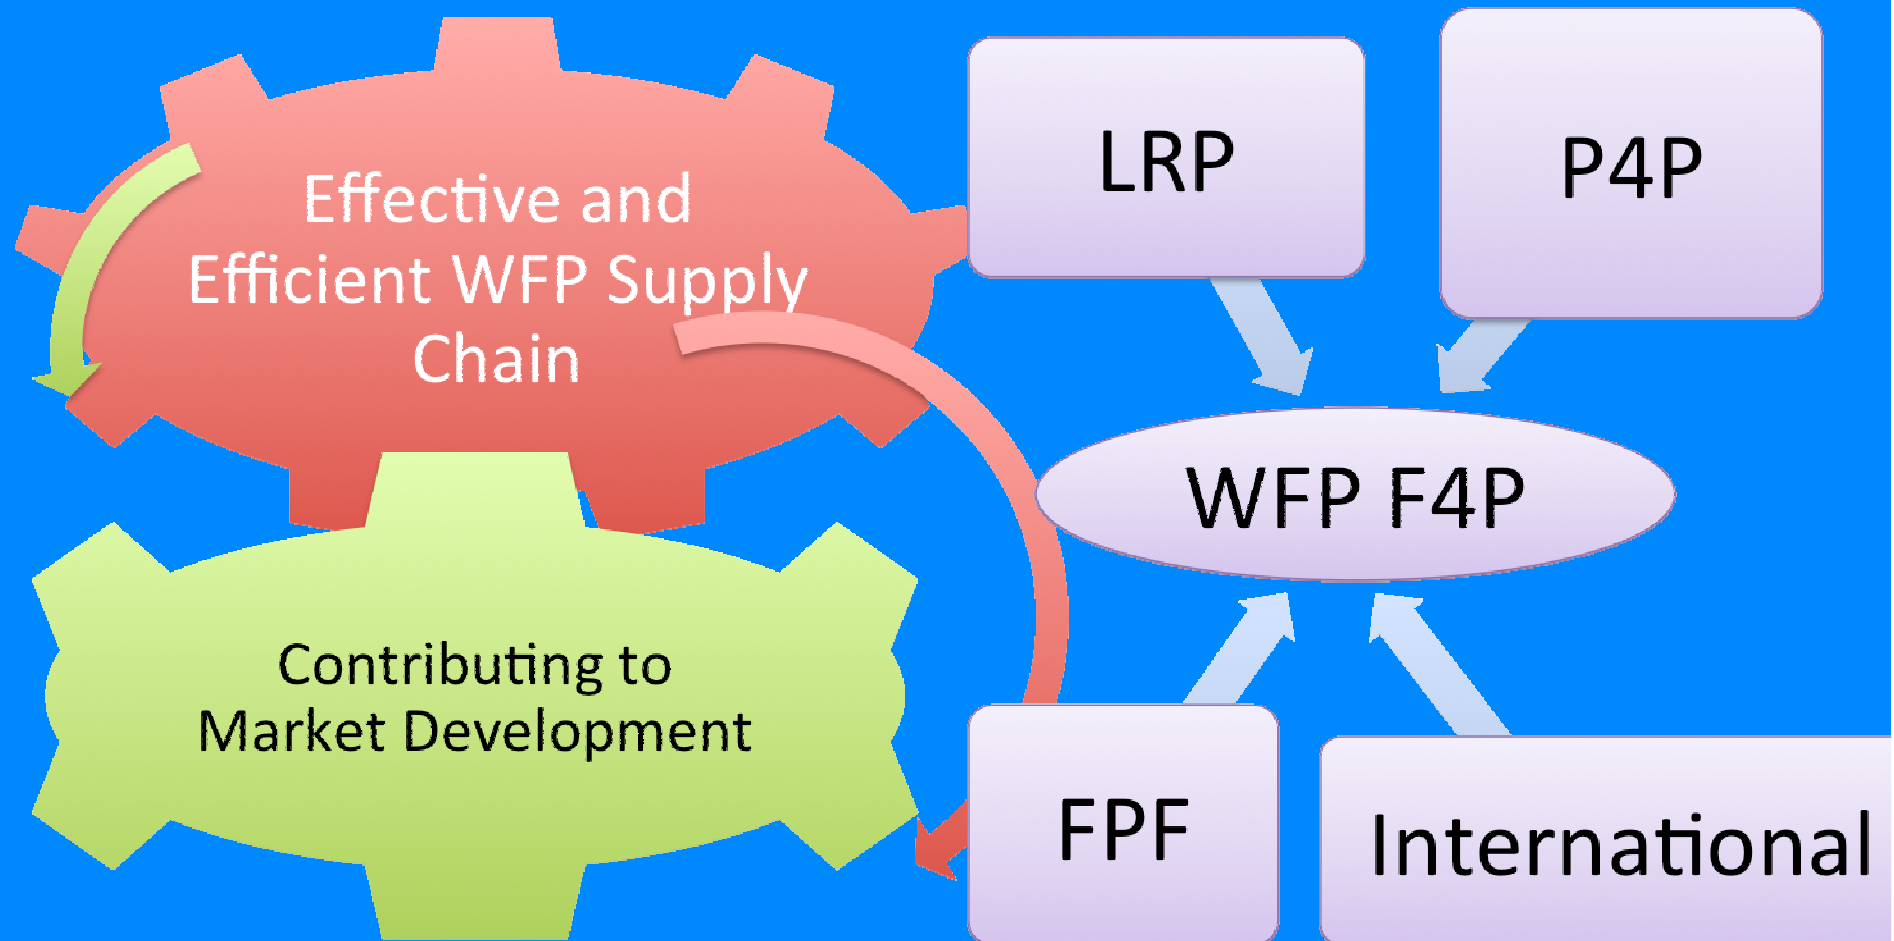 Effective and
Efficient WFP Supply
Chain
Contributing to
Market Development
LRP
P4P
WFP F4P
FPF
International